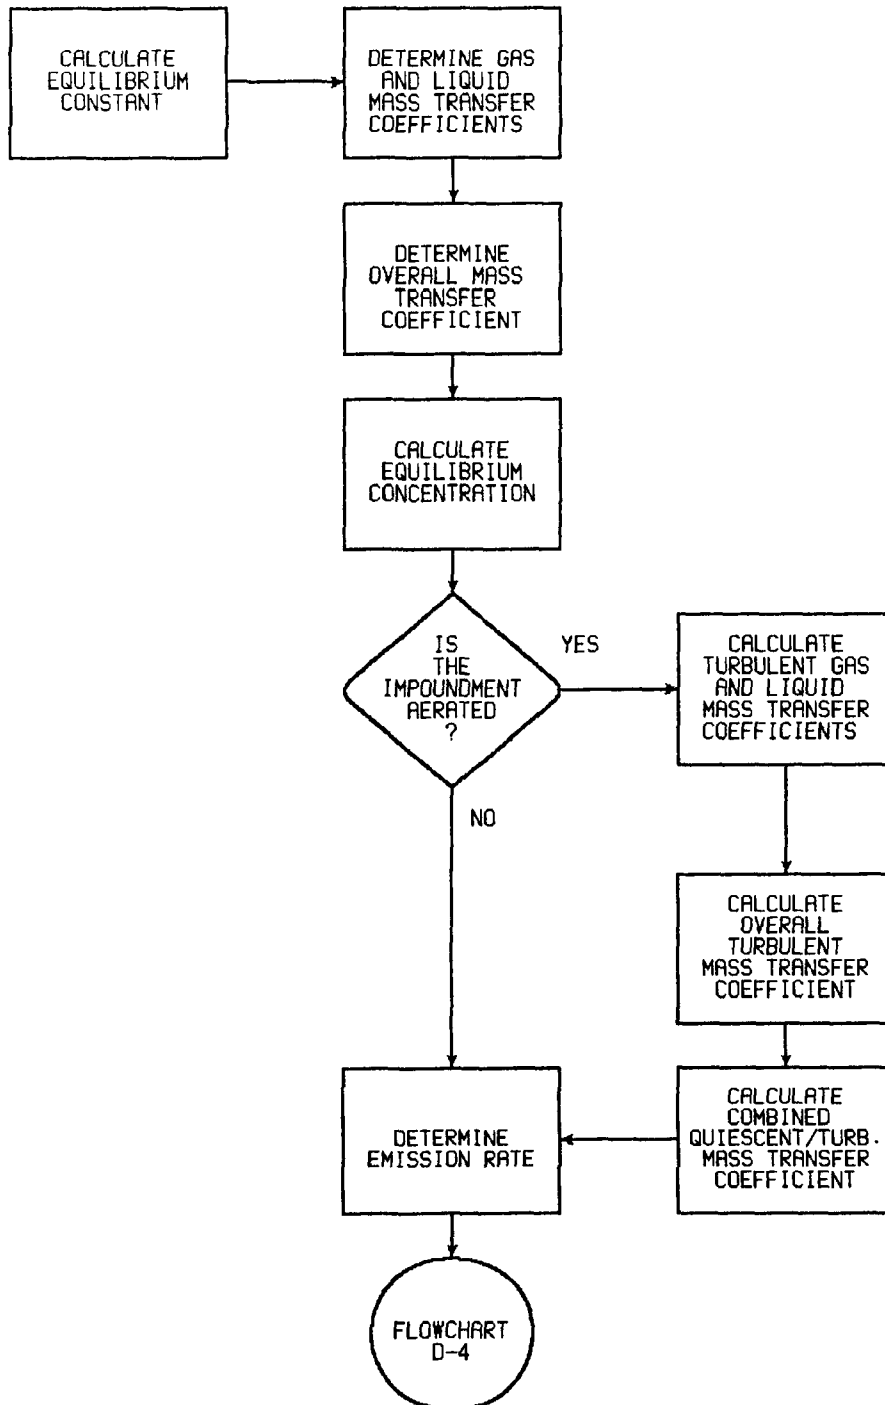 CALCULATE
EQUILIBRIUM
CONSTANT
DETERMINE GAS
AND LIQUID
MASS TRANSFER
COEFFICIENTS
DETERMINE
OVERALL MASS
TRANSFER
COEFFICIENT
CALCULATE
EQUILIBRIUM
CONCENTRATION
IS
THE
IMPOUNDMENT
AERATED
?
YES
CALCULATE
TURBULENT GAS
AND LIQUID
MASS TRANSFER
COEFFICIENTS
NO
CALCULATE
OVERALL
TURBULENT
MASS TRANSFER
COEFFICIENT
CALCULATE
COMBINED
QUIESCENT/TURB.
MASS TRANSFER
COEFFICIENT
DETERMINE
EMISSION RATE
FLOWCHART
D-4